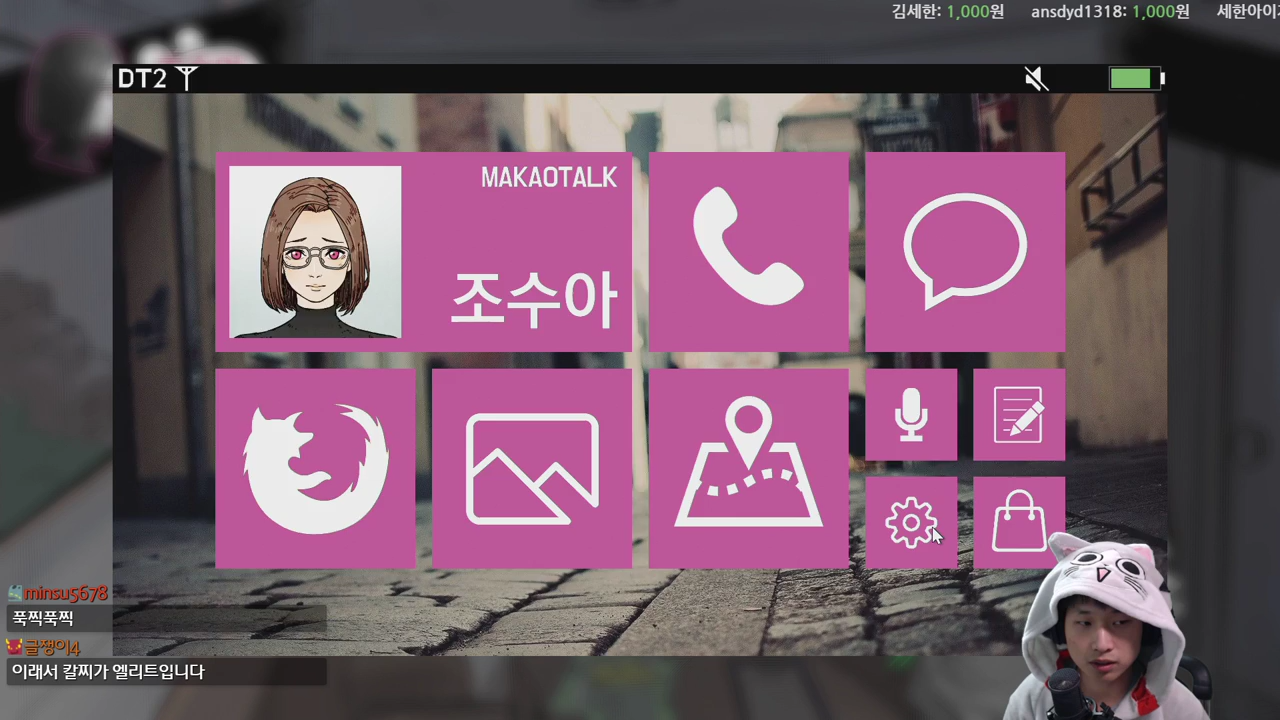 김세한: 1,000원 ansdyd1318: 1,000원 세한아이
DT2
MAKAOTALK
조수아
minsu5678
푹찍푹찍
글쟁이4
이래서 칼찌가 엘리트입니다